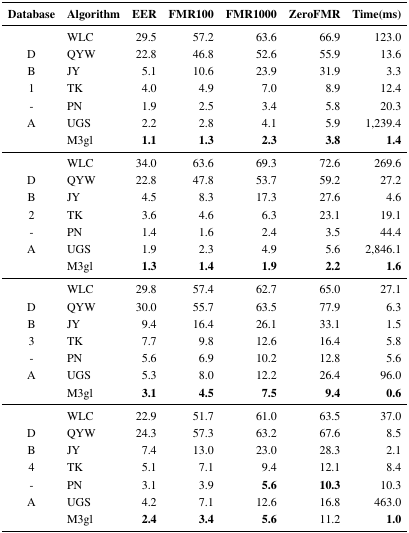 Database Algorithm EER FMR100 FMR1000 ZeroFMR Time(ms)
WLC 29.5 57.2 63.6 66.9 123.0
D QYW 22.8 46.8 52.6 55.9 13.6
B JY 5.1 10.6 23.9 31.9 3.3
1 TK 4.0 4.9 7.0 8.9 12.4
- PN 1.9 2.5 3.4 5.8 20.3
A UGS 2.2 2.8 4.1 5.9 1,239.4
M3gl 1.1 1.3 2.3 3.8 1.4
WLC 34.0 63.6 69.3 72.6 269.6
D QYW 22.8 47.8 53.7 59.2 27.2
B JY 4.5 8.3 17.3 27.6 4.6
2 TK 3.6 4.6 6.3 23.1 19.1
- PN 1.4 1.6 2.4 3.5 44.4
A UGS 1.9 2.3 4.9 5.6 2,846.1
M3gl 1.3 1.4 1.9 2.2 1.6
WLC 29.8 57.4 62.7 65.0 27.1
D QYW 30.0 55.7 63.5 77.9 6.3
B JY 9.4 16.4 26.1 33.1 1.5
3 TK 7.7 9.8 12.6 16.4 5.8
- PN 5.6 6.9 10.2 12.8 5.6
A UGS 5.3 8.0 12.2 26.4 96.0
M3gl 3.1 4.5 7.5 9.4 0.6
WLC 22.9 51.7 61.0 63.5 37.0
D QYW 24.3 57.3 63.2 67.6 8.5
B JY 7.4 13.0 23.0 28.3 2.1
4 TK 5.1 7.1 9.4 12.1 8.4
- PN 3.1 3.9 5.6 10.3 10.3
A UGS 4.2 7.1 12.6 16.8 463.0
M3gl 2.4 3.4 5.6 11.2 1.0